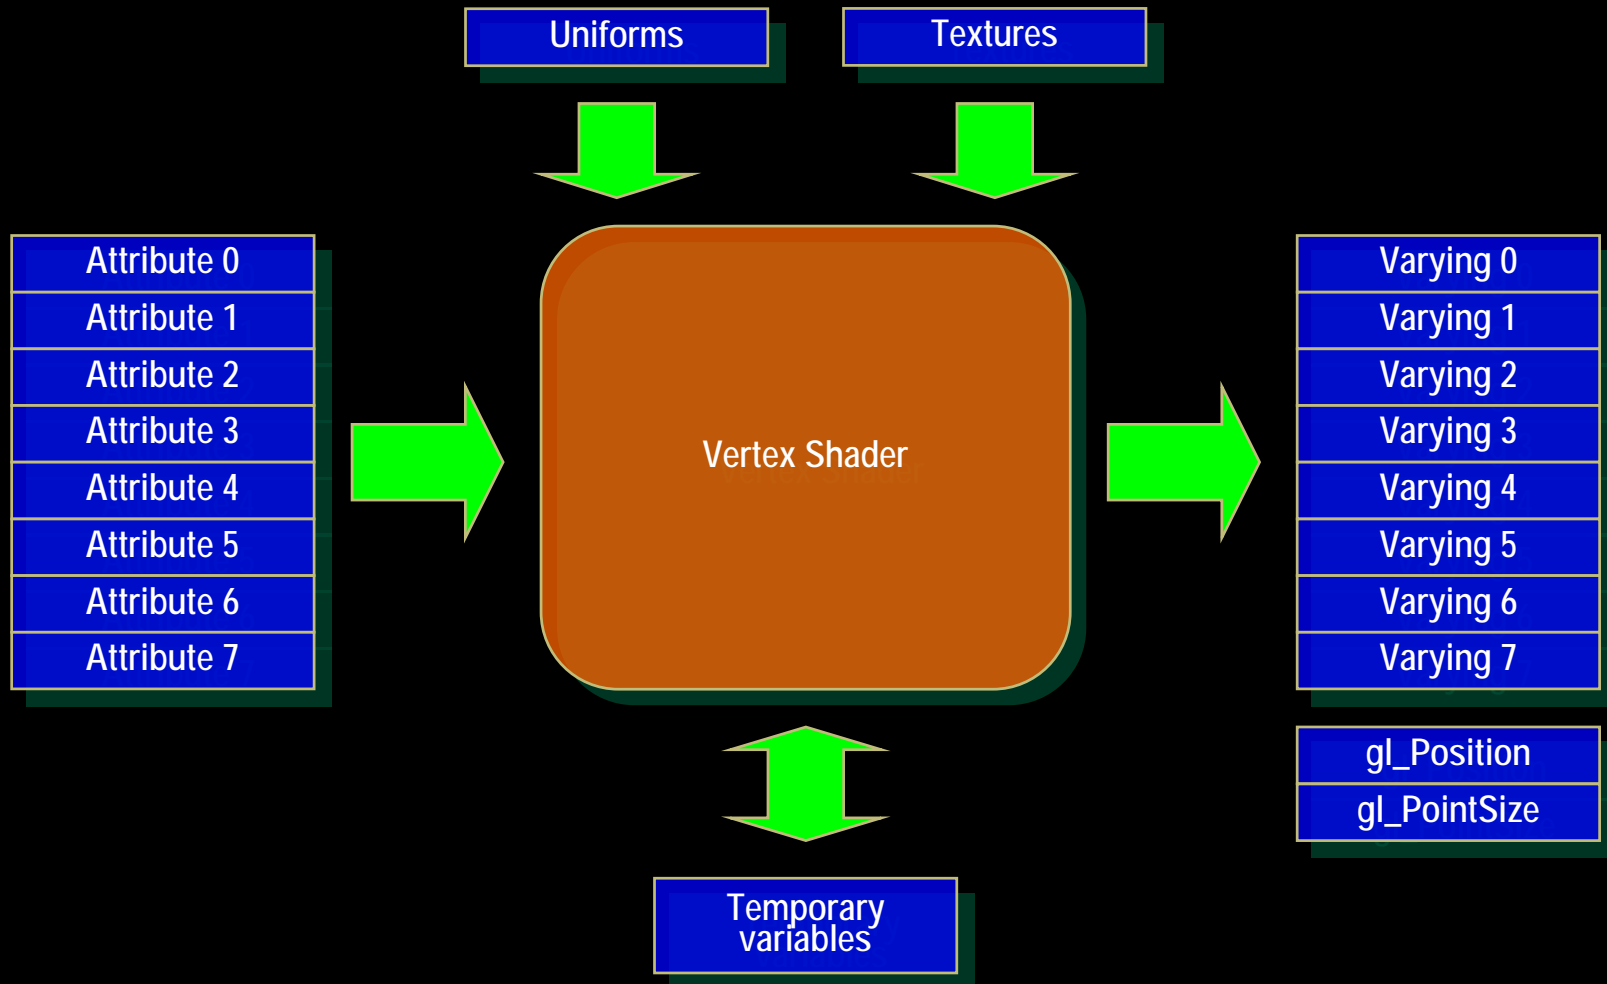 Uniforms
Textures
Attribute 0
Attribute 1
Attribute 2
Attribute 3
Attribute 4
Attribute 5
Attribute 6
Attribute 7
Vertex Shader
Varying 0
Varying 1
Varying 2
Varying 3
Varying 4
Varying 5
Varying 6
Varying 7
gl_Position
gl_PointSize
Temporary
variables